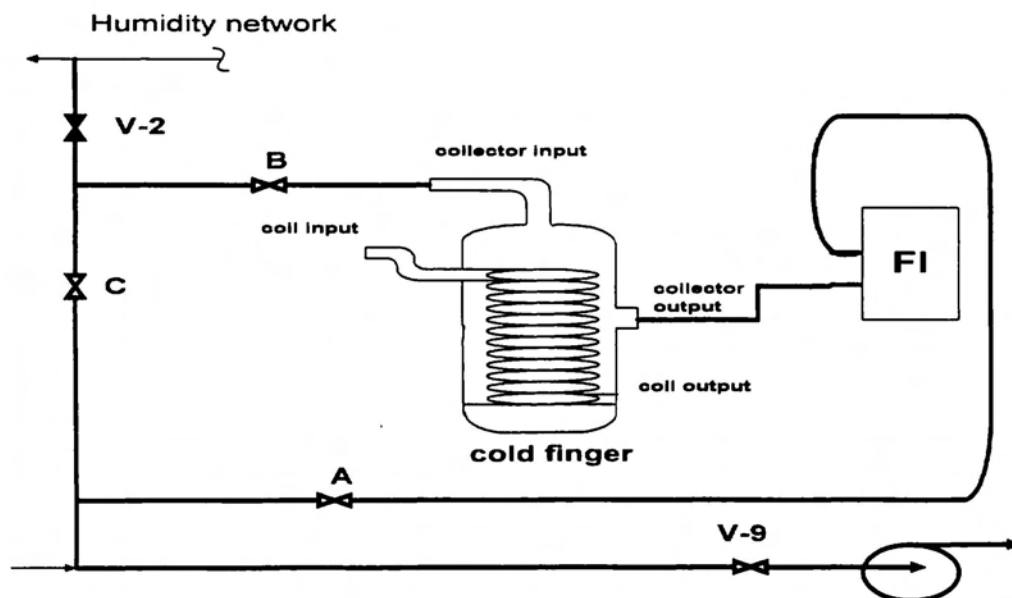 Humidity network
V-2
B
collector input
coil input
C
FI
collector
output
coil output
cold finger
A
V-9